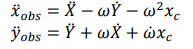 ẍ_obs = Ẍ − ωẎ − ω²x_c
ÿ_obs = Ÿ + ωẊ + ω̇x_c